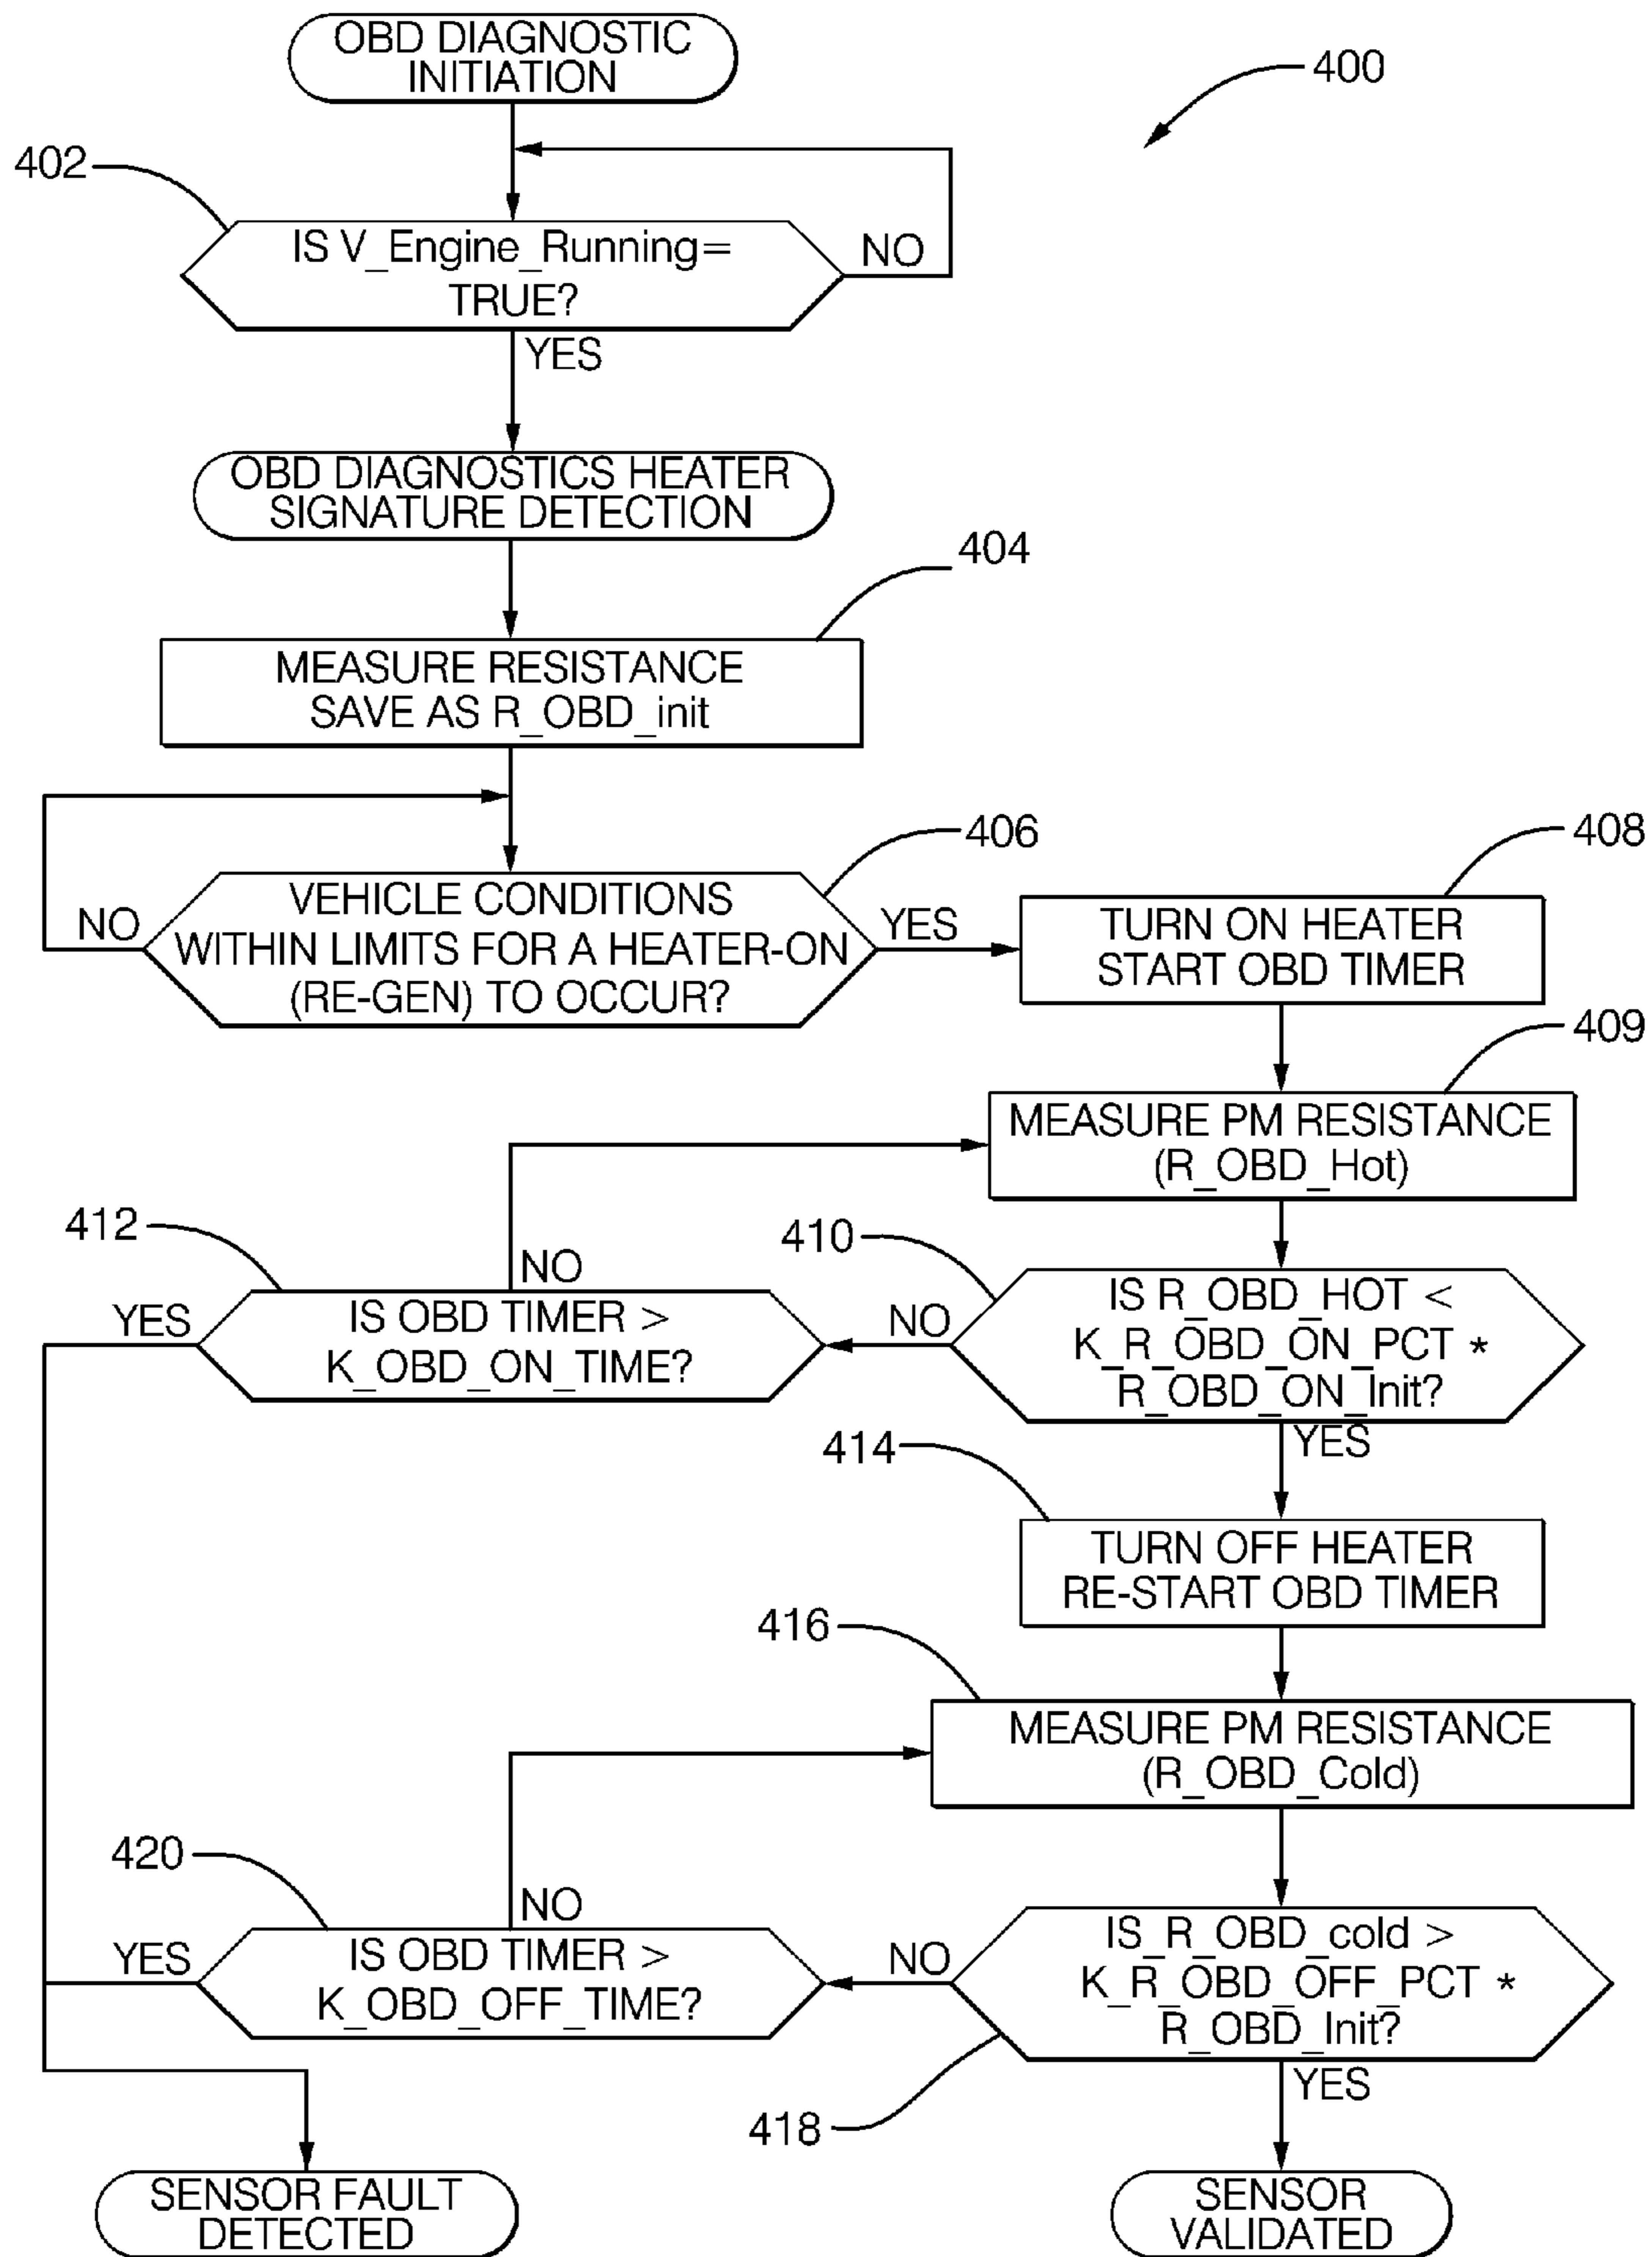 OBD DIAGNOSTIC
INITIATION
400
402
IS V_Engine_Running=
TRUE?
NO
YES
OBD DIAGNOSTICS HEATER
SIGNATURE DETECTION
404
MEASURE RESISTANCE
SAVE AS R_OBD_init
406
408
VEHICLE CONDITIONS
WITHIN LIMITS FOR A HEATER-ON
(RE-GEN) TO OCCUR?
NO
YES
TURN ON HEATER
START OBD TIMER
409
MEASURE PM RESISTANCE
(R_OBD_Hot)
412
410
NO
YES
IS OBD TIMER >
K_OBD_ON_TIME?
NO
IS R_OBD_HOT <
K_R_OBD_ON_PCT *
R_OBD_ON_Init?
YES
414
TURN OFF HEATER
RE-START OBD TIMER
416
MEASURE PM RESISTANCE
(R_OBD_Cold)
420
NO
YES
IS OBD TIMER >
K_OBD_OFF_TIME?
NO
IS_R_OBD_cold >
K_R_OBD_OFF_PCT *
R_OBD_Init?
YES
418
SENSOR FAULT
DETECTED
SENSOR
VALIDATED